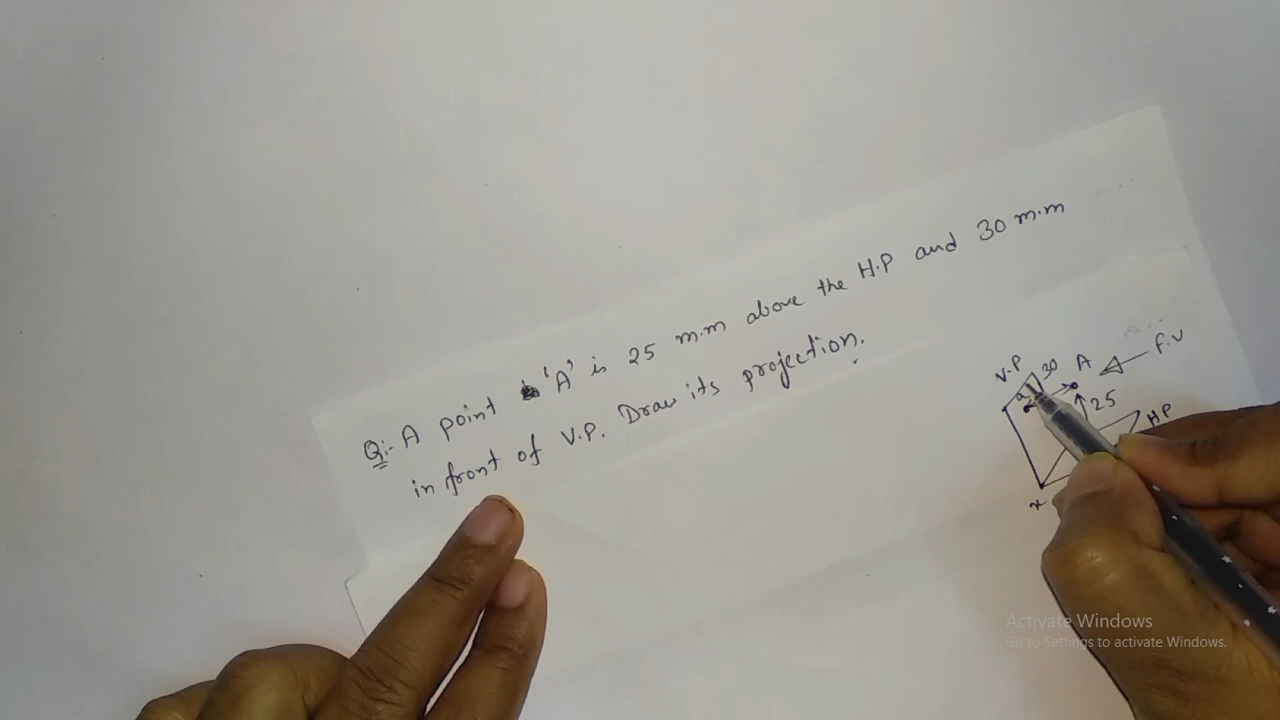 Q:- A point 'A' is 25 m.m above the H.P and 30 m.m
in front of V.P. Draw its projection.
V.P 30 A F.V
a'
25
HP
x
Activate Windows
Go to Settings to activate Windows.